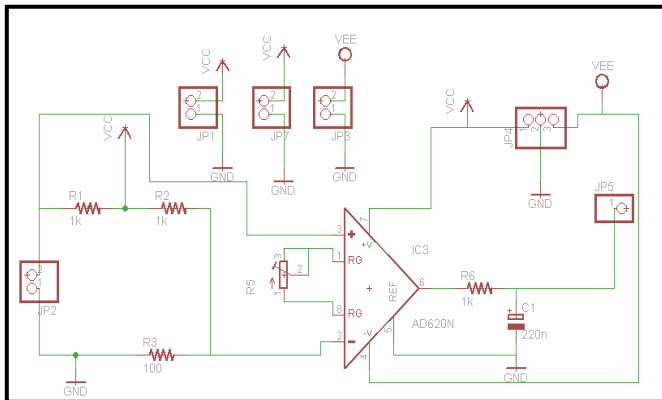 VCC
VCC
VEE
VEE
2
1
JP1
2
1
JP7
2
1
JP3
VCC
JP4
1
2
3
VCC
GND
GND
GND
GND
JP5
1
R1
1k
R2
1k
2
1
JP2
R5
3
2
1
3
+
1
RG
8
RG
2
-
7
+V
IC3
+
6
REF
5
-V
4
AD620N
R6
1k
C1
220n
GND
R3
100
GND